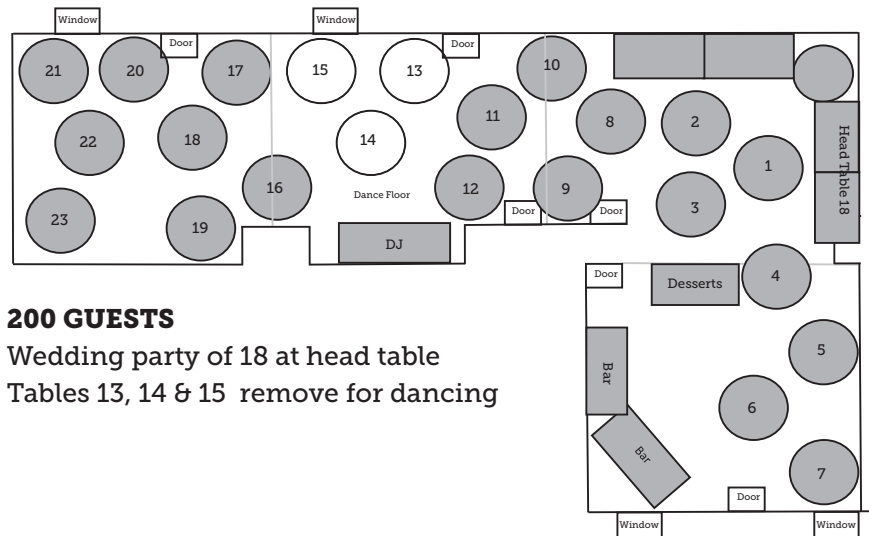 Window
Window
Door
Door
21
20
17
15
13
10
11
8
2
22
18
14
1
Head Table 18
16
12
9
3
Dance Floor
Door
Door
23
19
DJ
Door
Desserts
4
200 GUESTS
Wedding party of 18 at head table
Tables 13, 14 & 15 remove for dancing
Bar
5
6
Bar
7
Door
Window
Window